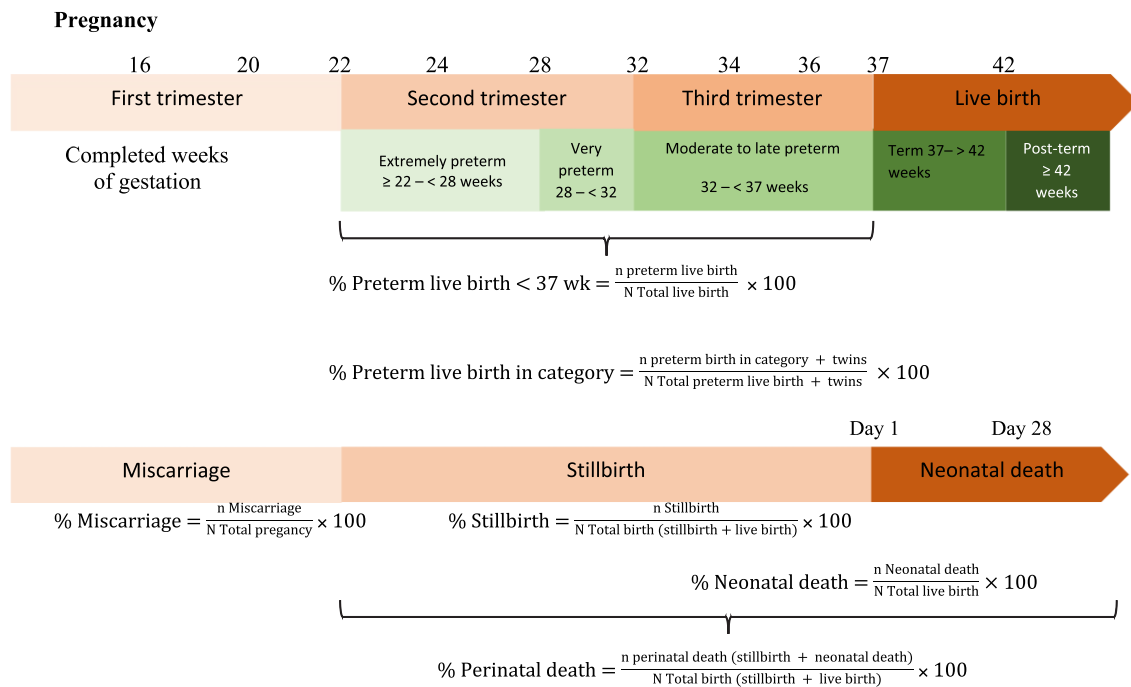 Pregnancy
16 20 22 24 28 32 34 36 37 42
First trimester Second trimester Third trimester Live birth
Completed weeks
of gestation
Extremely preterm
≥ 22 – < 28 weeks
Very
preterm
28 – < 32
Moderate to late preterm
32 – < 37 weeks
Term 37– > 42
weeks
Post-term
≥ 42
weeks
% Preterm live birth < 37 wk = n preterm live birth / N Total live birth × 100
% Preterm live birth in category = n preterm birth in category + twins / N Total preterm live birth + twins × 100
Day 1 Day 28
Miscarriage Stillbirth Neonatal death
% Miscarriage = n Miscarriage / N Total pregancy × 100
% Stillbirth = n Stillbirth / N Total birth (stillbirth + live birth) × 100
% Neonatal death = n Neonatal death / N Total live birth × 100
% Perinatal death = n perinatal death (stillbirth + neonatal death) / N Total birth (stillbirth + live birth) × 100